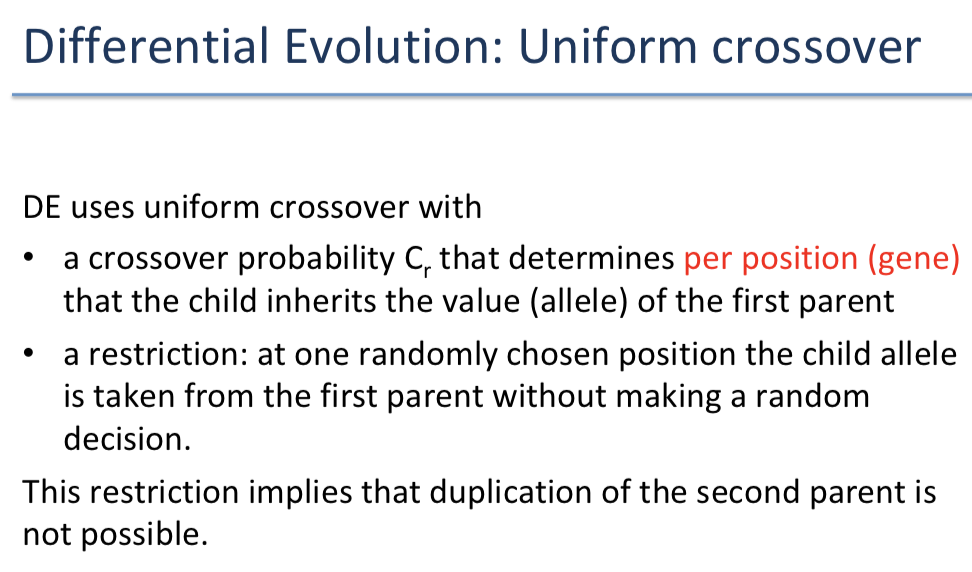 Differential Evolution: Uniform crossover
DE uses uniform crossover with
• a crossover probability Cr that determines per position (gene)
that the child inherits the value (allele) of the first parent
• a restriction: at one randomly chosen position the child allele
is taken from the first parent without making a random
decision.
This restriction implies that duplication of the second parent is
not possible.